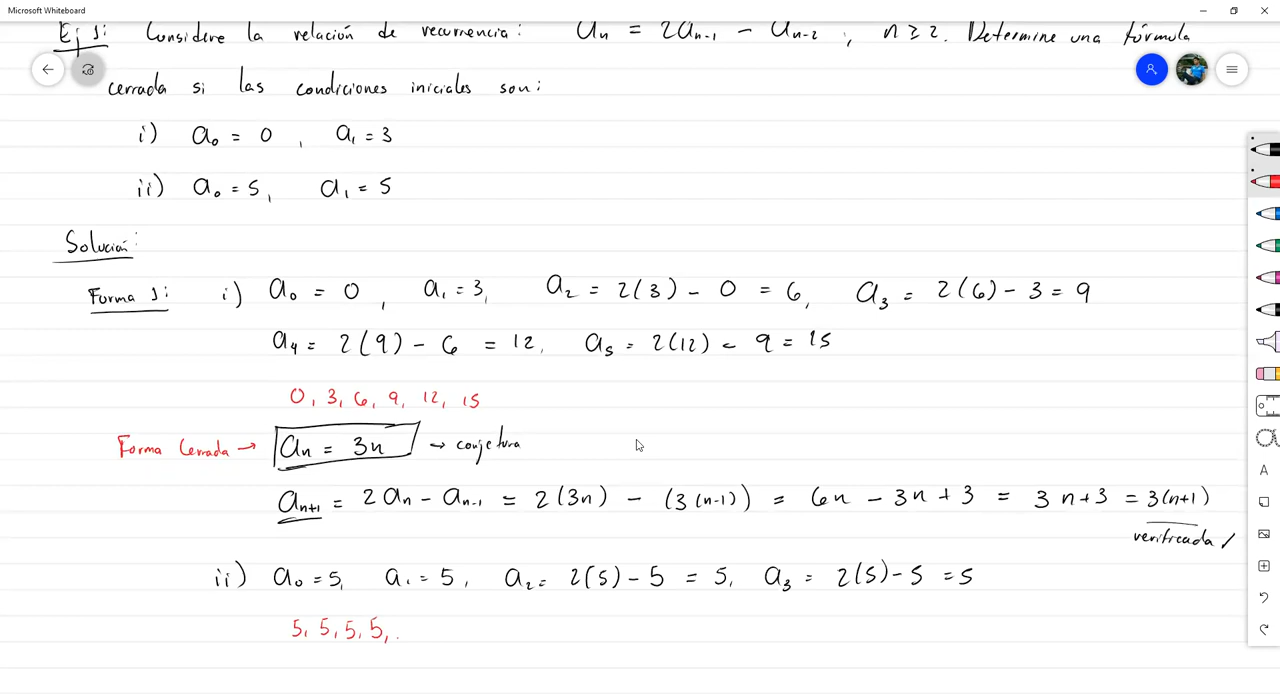 Microsoft Whiteboard
Ej 1: Considere la relación de recurrencia: an = 2an-1 - an-2, n ≥ 2. Determine una fórmula
cerrada si las condiciones iniciales son:
i) a0 = 0, a1 = 3
ii) a0 = 5, a1 = 5
Solución:
Forma 1: i) a0 = 0, a1 = 3, a2 = 2(3) - 0 = 6, a3 = 2(6) - 3 = 9
a4 = 2(9) - 6 = 12, a5 = 2(12) - 9 = 15
0, 3, 6, 9, 12, 15
Forma Cerrada → an = 3n → conjetura
an+1 = 2an - an-1 = 2(3n) - (3(n-1)) = 6n - 3n + 3 = 3n+3 = 3(n+1)
verificada ✓
ii) a0 = 5, a1 = 5, a2 = 2(5) - 5 = 5, a3 = 2(5) - 5 = 5
5, 5, 5, 5, .
A